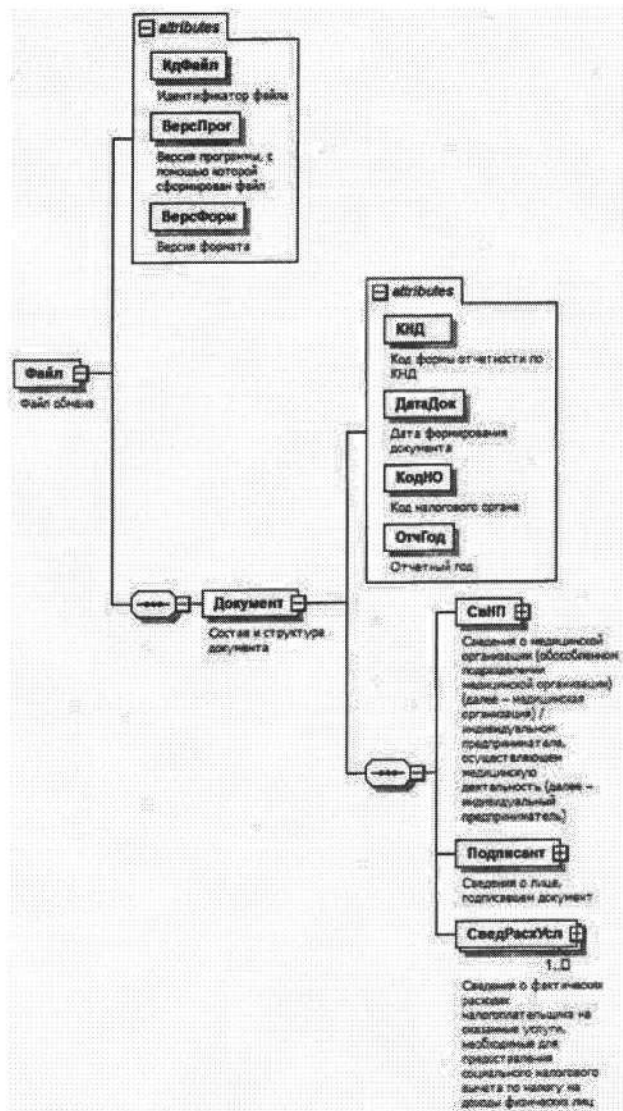 attributes
ИдФайл
Идентификатор файла
ВерсПрог
Версия программы, с
помощью которой
сформирован файл
ВерсФорм
Версия формата
Файл
Файл обмена
attributes
КНД
Код формы отчетности по
КНД
ДатаДок
Дата формирования
документа
КодНО
Код налогового органа
ОтчГод
Отчетный год
Документ
Состав и структура
документа
СвНП
Сведения о медицинской
организации (обособленном
подразделении
медицинской организации)
(далее – медицинская
организация) /
индивидуальном
предпринимателе,
осуществляющем
медицинскую
деятельность (далее –
индивидуальный
предприниматель)
Подписант
Сведения о лице,
подписавшем документ
СведРасхУсл
1..
Сведения о фактических
расходах
налогоплательщика на
оказанные услуги,
необходимые для
предоставления
социального налогового
вычета по налогу на
доходы физических лиц